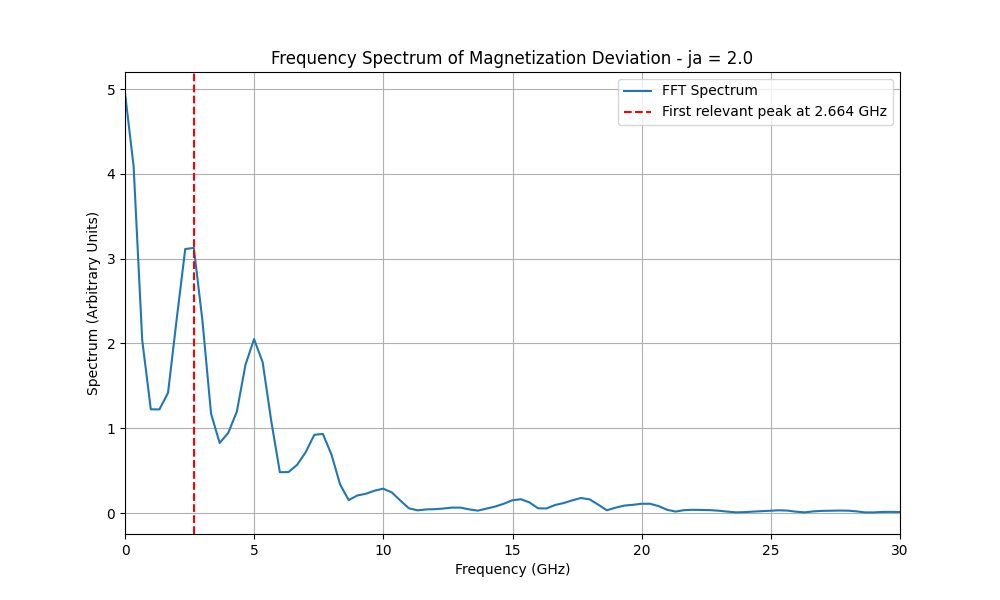 Frequency Spectrum of Magnetization Deviation - ja = 2.0
FFT Spectrum
First relevant peak at 2.664 GHz
Spectrum (Arbitrary Units)
5
4
3
2
1
0
0 5 10 15 20 25 30
Frequency (GHz)